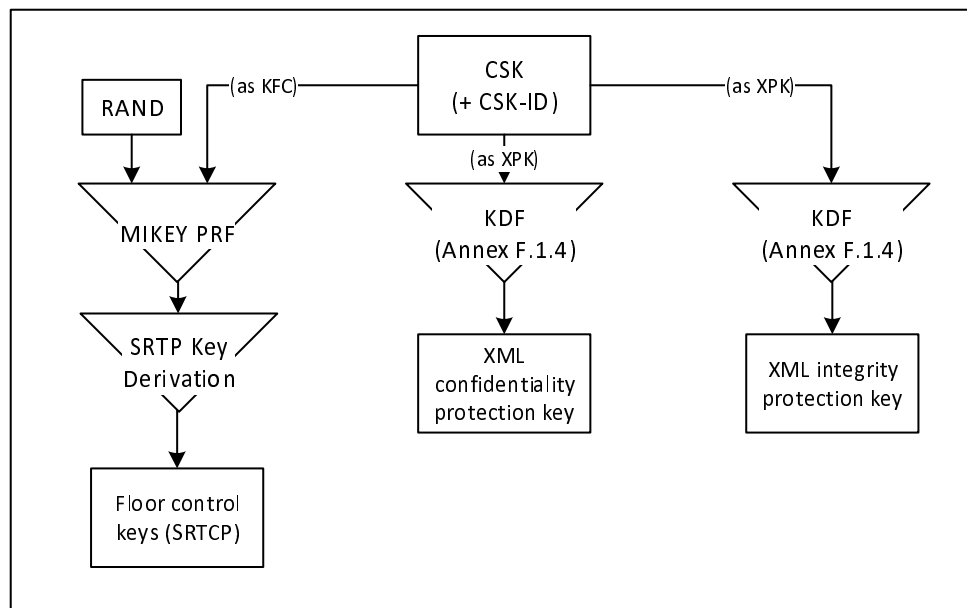 CSK
(+ CSK-ID)
(as KFC)
(as XPK)
RAND
(as XPK)
MIKEY PRF
KDF
(Annex F.1.4)
KDF
(Annex F.1.4)
SRTP Key
Derivation
XML
confidentiality
protection key
XML integrity
protection key
Floor control
keys (SRTCP)